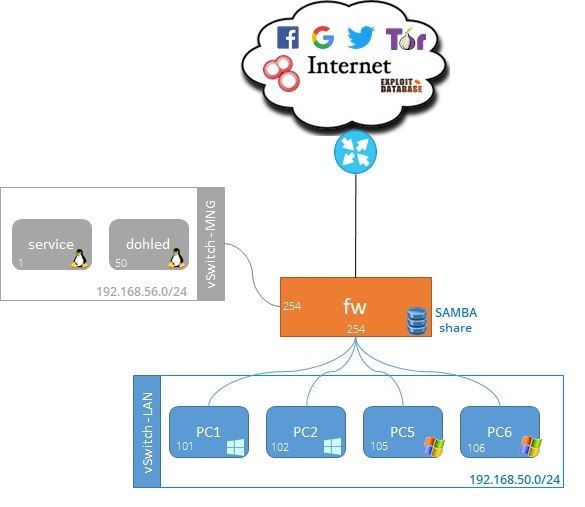 Tor
Internet
EXPLOIT
DATABASE
vSwitch - MNG
service
1
dohled
50
192.168.56.0/24
254
fw
254
SAMBA
share
vSwitch - LAN
PC1
101
PC2
102
PC5
105
PC6
106
192.168.50.0/24